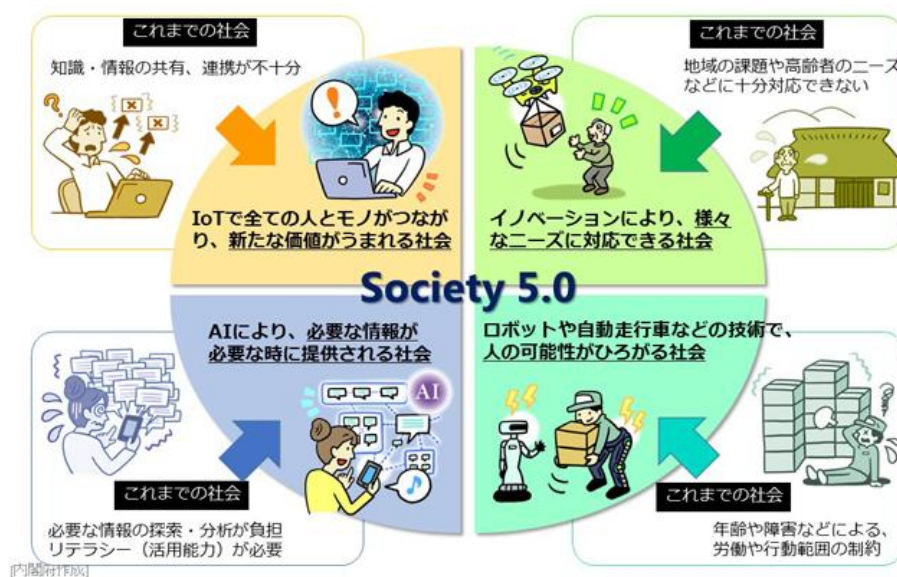 これまでの社会
知識・情報の共有、連携が不十分
IoTで全ての人とモノがつなが
り、新たな価値がうまれる社会
これまでの社会
地域の課題や高齢者のニーズ
などに十分対応できない
イノベーションにより、様々
なニーズに対応できる社会
Society 5.0
AIにより、必要な情報が
必要な時に提供される社会
AI
これまでの社会
必要な情報の探索・分析が負担
リテラシー（活用能力）が必要
ロボットや自動走行車などの技術で、
人の可能性がひろがる社会
これまでの社会
年齢や障害などによる、
労働や行動範囲の制約
[内閣府作成]